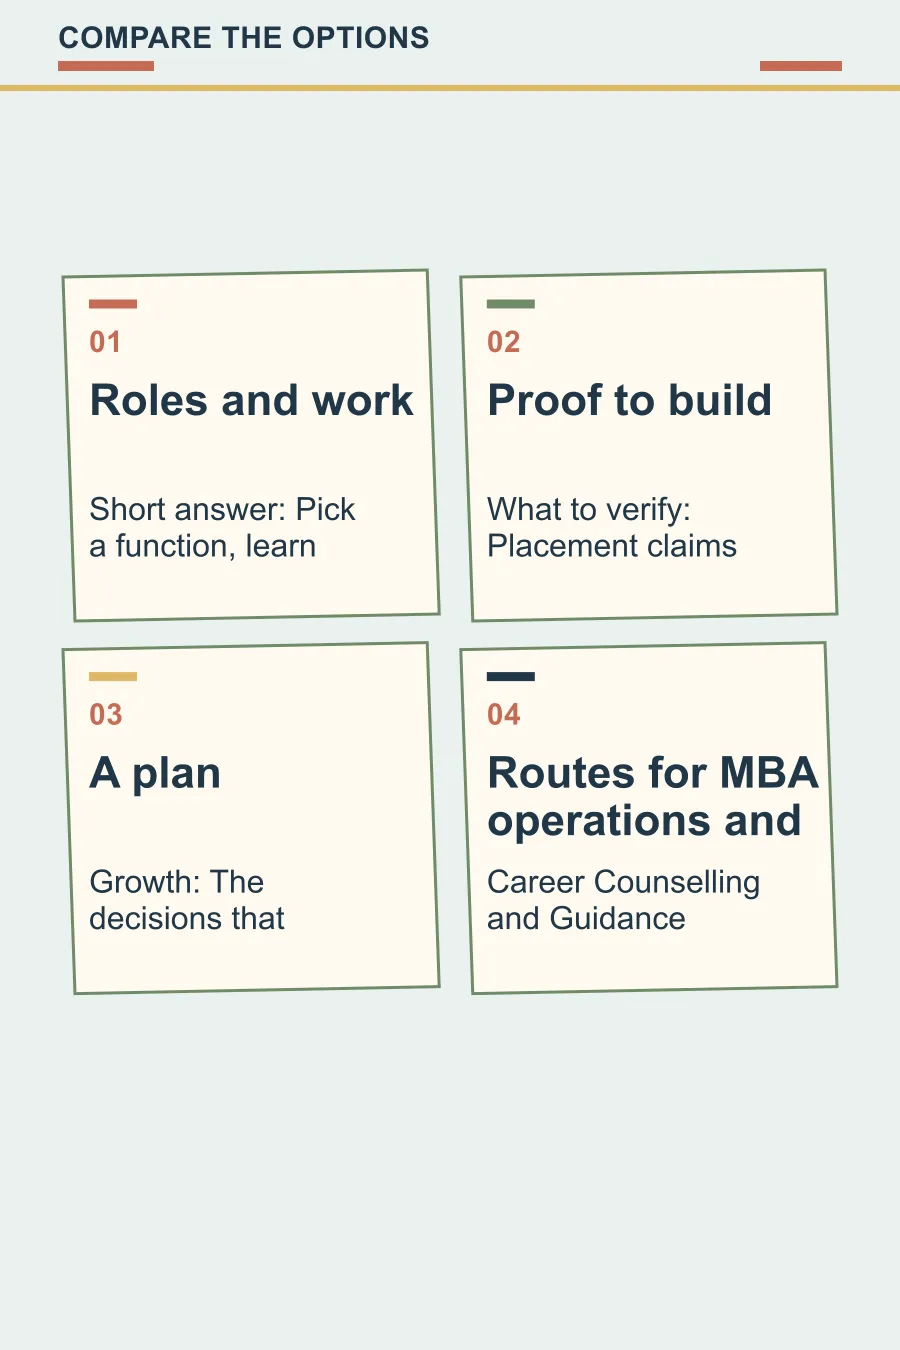 COMPARE THE OPTIONS
01
Roles and work
Short answer: Pick
a function, learn
02
Proof to build
What to verify:
Placement claims
03
A plan
Growth: The
decisions that
04
Routes for MBA
operations and
Career Counselling
and Guidance